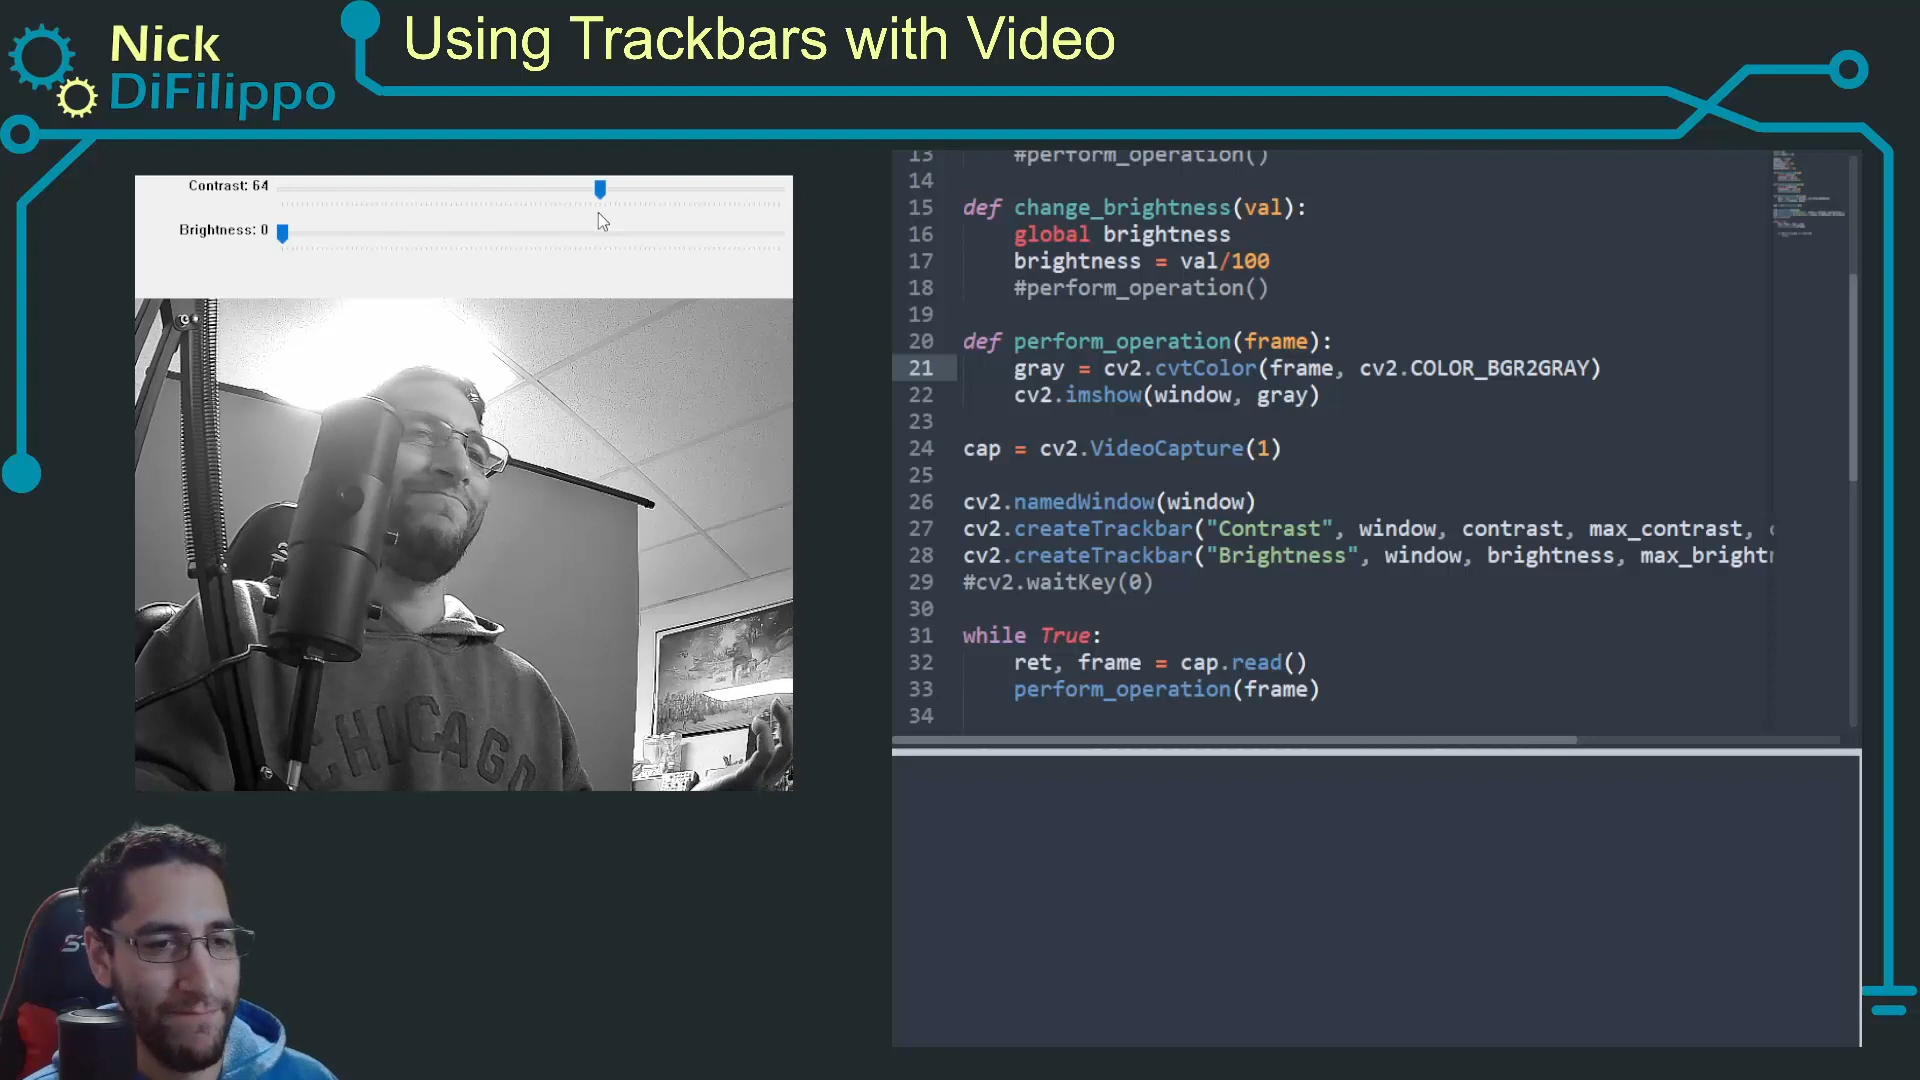 Nick
DiFilippo
Using Trackbars with Video
Contrast: 64
Brightness: 0
CHICAGO
13 #perform_operation()
14
15 def change_brightness(val):
16 global brightness
17 brightness = val/100
18 #perform_operation()
19
20 def perform_operation(frame):
21 gray = cv2.cvtColor(frame, cv2.COLOR_BGR2GRAY)
22 cv2.imshow(window, gray)
23
24 cap = cv2.VideoCapture(1)
25
26 cv2.namedWindow(window)
27 cv2.createTrackbar("Contrast", window, contrast, max_contrast,
28 cv2.createTrackbar("Brightness", window, brightness, max_bright
29 #cv2.waitKey(0)
30
31 while True:
32 ret, frame = cap.read()
33 perform_operation(frame)
34